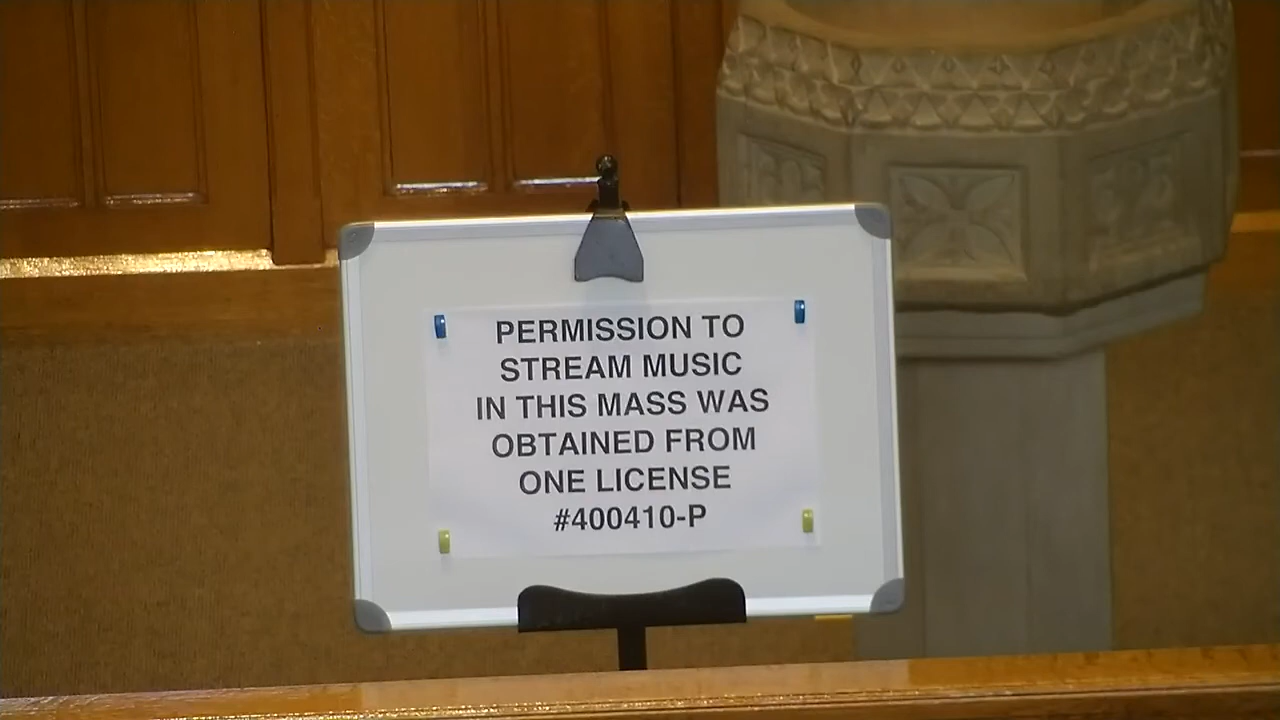 PERMISSION TO
STREAM MUSIC
IN THIS MASS WAS
OBTAINED FROM
ONE LICENSE
#400410-P